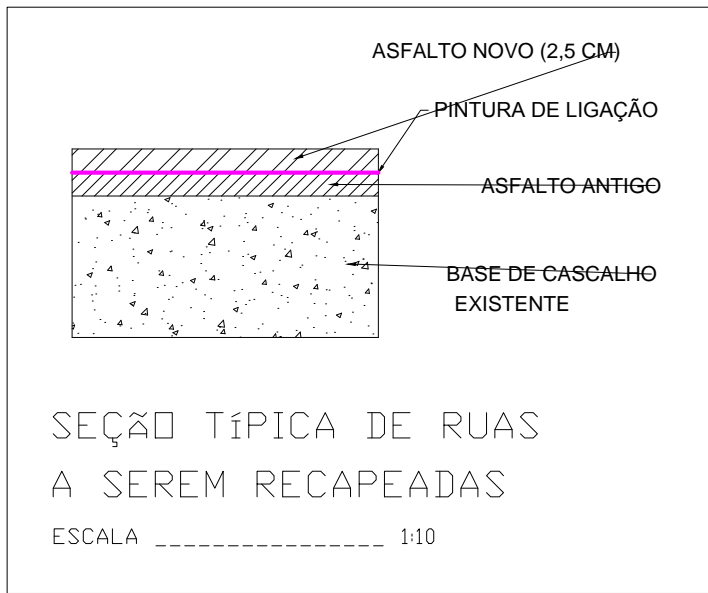 ASFALTO NOVO (2,5 CM)
PINTURA DE LIGAÇÃO
ASFALTO ANTIGO
BASE DE CASCALHO
EXISTENTE
SEÇÃO TÍPICA DE RUAS
A SEREM RECAPEADAS
ESCALA ________________ 1:10